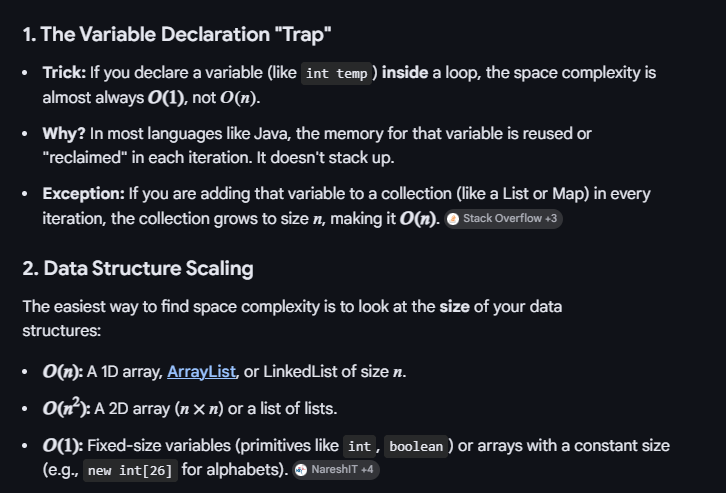 1. The Variable Declaration "Trap"
• Trick: If you declare a variable (like int temp) inside a loop, the space complexity is
almost always O(1), not O(n).
• Why? In most languages like Java, the memory for that variable is reused or
"reclaimed" in each iteration. It doesn't stack up.
• Exception: If you are adding that variable to a collection (like a List or Map) in every
iteration, the collection grows to size n, making it O(n). Stack Overflow +3
2. Data Structure Scaling
The easiest way to find space complexity is to look at the size of your data
structures:
• O(n): A 1D array, ArrayList, or LinkedList of size n.
• O(n²): A 2D array (n × n) or a list of lists.
• O(1): Fixed-size variables (primitives like int, boolean) or arrays with a constant size
(e.g., new int[26] for alphabets). NareshIT +4